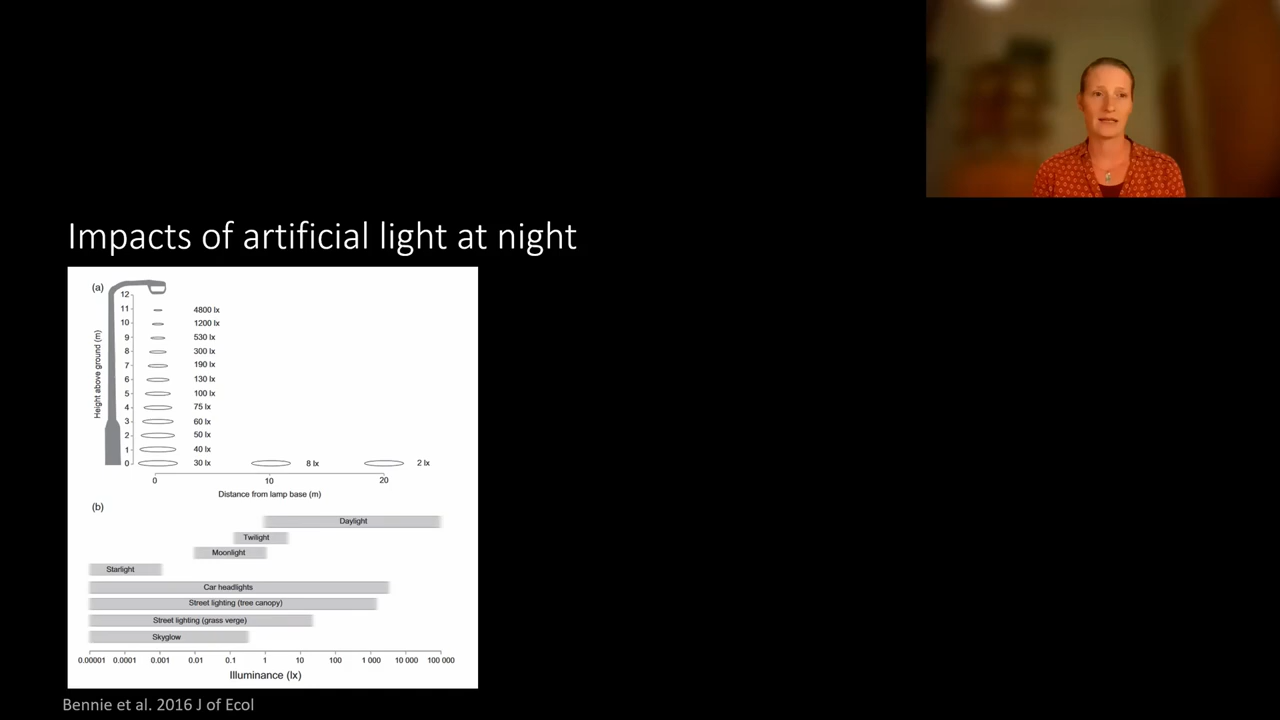 Impacts of artificial light at night
(a)
Height above ground (m)
12
11 4800 lx
10 1200 lx
9 530 lx
8 300 lx
7 190 lx
6 130 lx
5 100 lx
4 75 lx
3 60 lx
2 50 lx
1 40 lx
0 30 lx 8 lx 2 lx
0 10 20
Distance from lamp base (m)
(b)
Daylight
Twilight
Moonlight
Starlight
Car headlights
Street lighting (tree canopy)
Street lighting (grass verge)
Skyglow
0.00001 0.0001 0.001 0.01 0.1 1 10 100 1 000 10 000 100 000
Illuminance (lx)
Bennie et al. 2016 J of Ecol